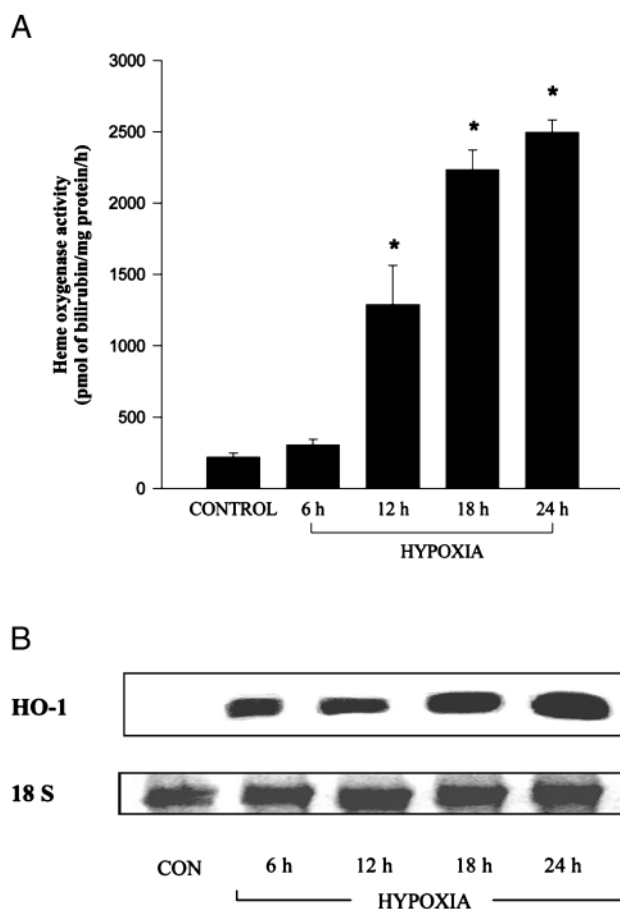 A
Heme oxygenase activity
(pmol of bilirubin/mg protein/h)
3000
2500
2000
1500
1000
500
0
*
*
*
CONTROL 6 h 12 h 18 h 24 h
HYPOXIA
B
HO-1
18 S
CON 6 h 12 h 18 h 24 h
HYPOXIA